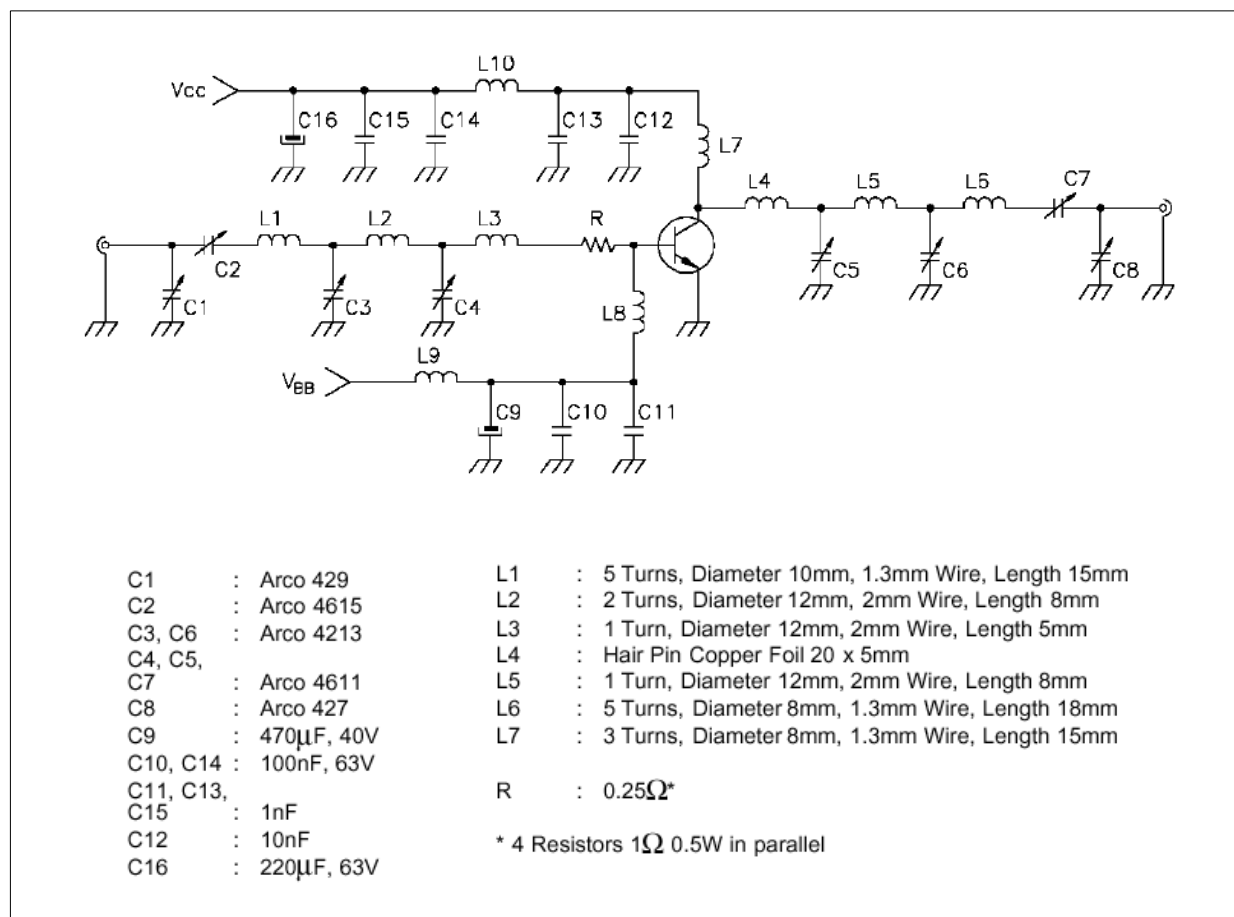 L10
Vcc
C16
C15
C14
C13
C12
L7
L4
L5
L5
C7
L1
L2
L3
R
C2
C1
C3
C4
C5
C6
C8
L8
L9
VBB
C9
C10
C11
C1 : Arco 429
C2 : Arco 4615
C3, C6 : Arco 4213
C4, C5,
C7 : Arco 4611
C8 : Arco 427
C9 : 470µF, 40V
C10, C14 : 100nF, 63V
C11, C13,
C15 : 1nF
C12 : 10nF
C16 : 220µF, 63V
L1 : 5 Turns, Diameter 10mm, 1.3mm Wire, Length 15mm
L2 : 2 Turns, Diameter 12mm, 2mm Wire, Length 8mm
L3 : 1 Turn, Diameter 12mm, 2mm Wire, Length 5mm
L4 : Hair Pin Copper Foil 20 x 5mm
L5 : 1 Turn, Diameter 12mm, 2mm Wire, Length 8mm
L6 : 5 Turns, Diameter 8mm, 1.3mm Wire, Length 18mm
L7 : 3 Turns, Diameter 8mm, 1.3mm Wire, Length 15mm
R : 0.25Ω*
* 4 Resistors 1Ω 0.5W in parallel